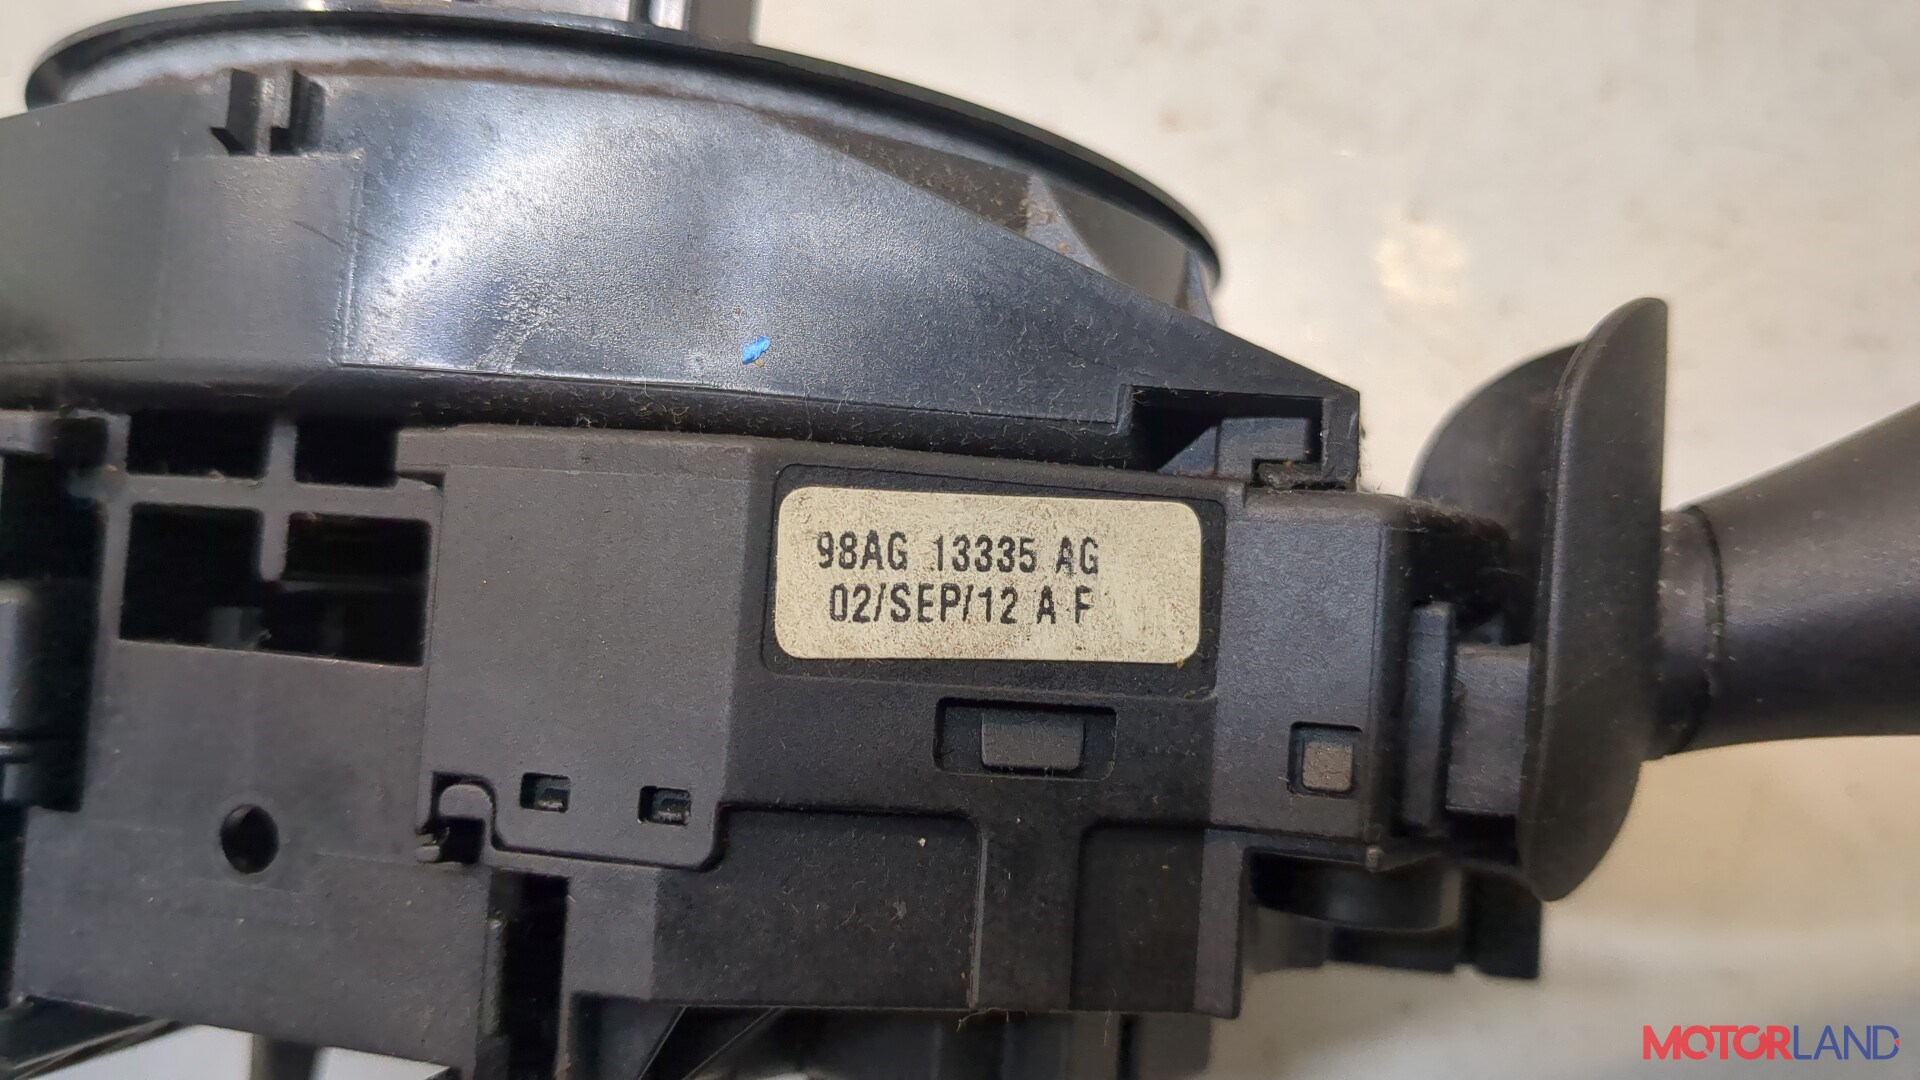 98AG 13335 AG
02/SEP/12 A F
MOTORLAND